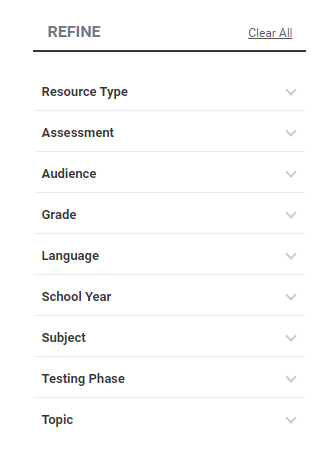 REFINE
Clear All
Resource Type
Assessment
Audience
Grade
Language
School Year
Subject
Testing Phase
Topic